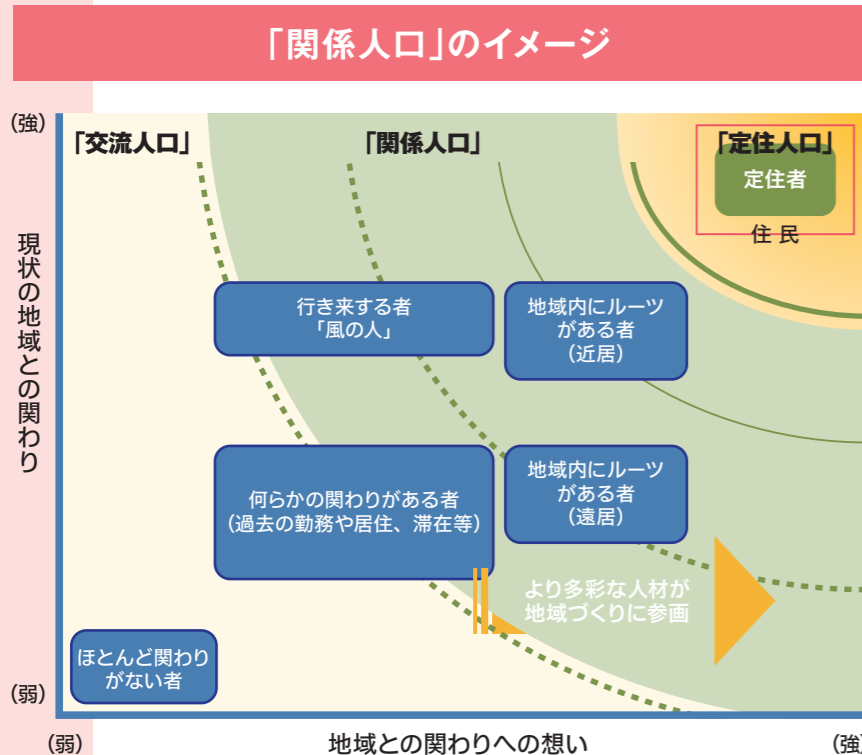 「関係人口」のイメージ
（強）
「交流人口」
「関係人口」
「定住人口」
定住者
住 民
現状の地域との関わり
行き来する者
「風の人」
地域内にルーツ
がある者
（近居）
何らかの関わりがある者
（過去の勤務や居住、滞在等）
地域内にルーツ
がある者
（遠居）
より多彩な人材が
地域づくりに参画
ほとんど関わり
がない者
（弱）
（弱）
地域との関わりへの想い
（強